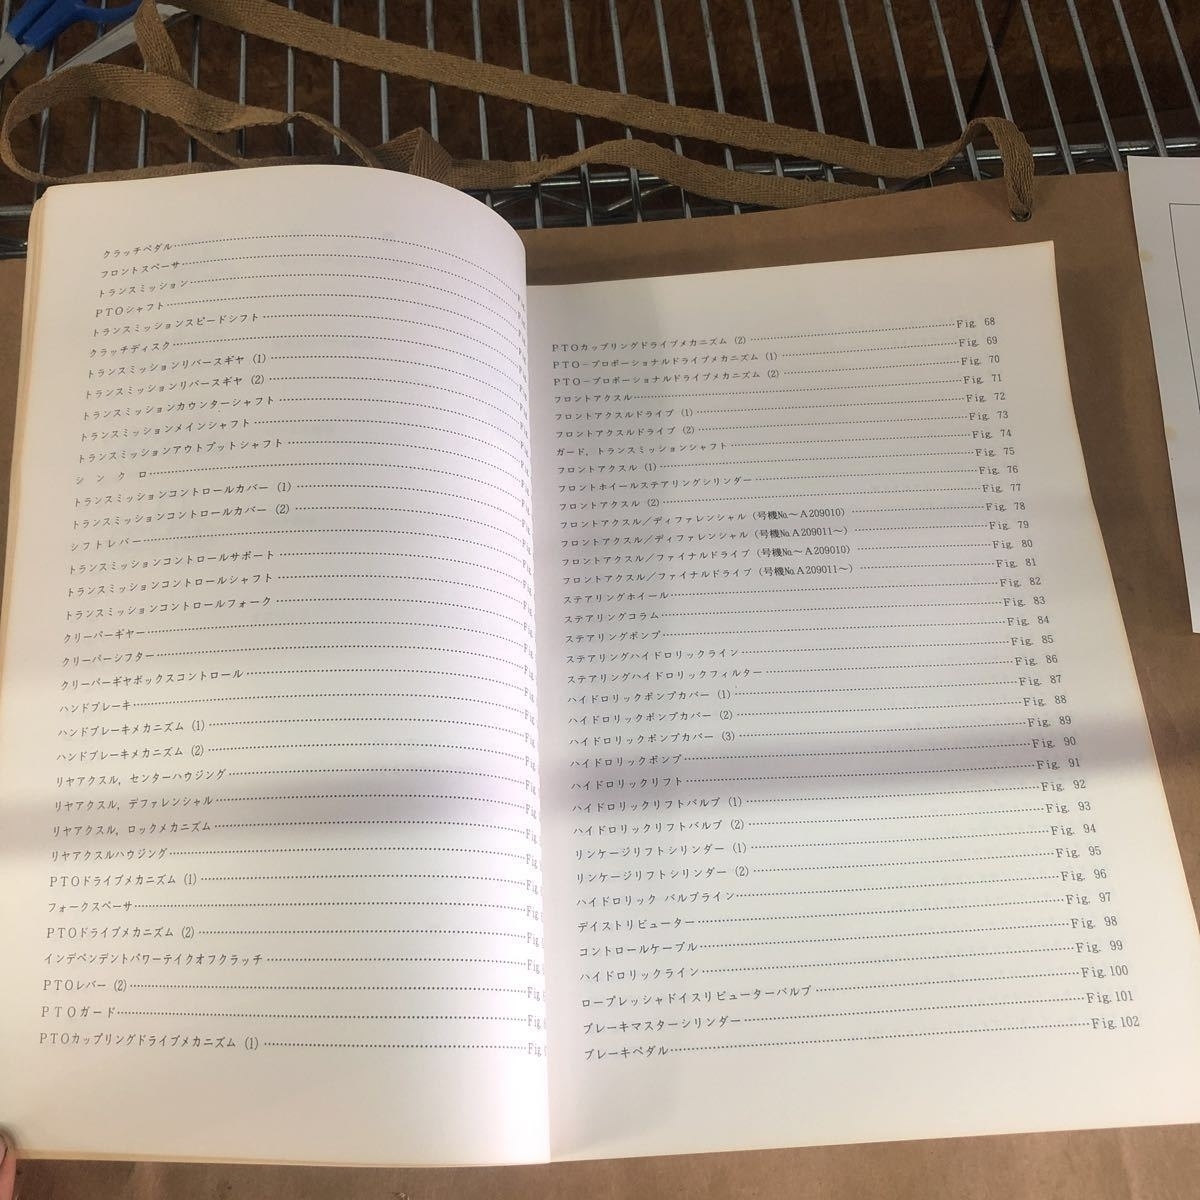 クラッチペダル
フロントスペーサ
トランスミッション
PTOシャフト
トランスミッションスピードシフト
クラッチディスク
トランスミッションリバースギヤ (1)
トランスミッションリバースギヤ (2)
トランスミッションカウンターシャフト
トランスミッションメインシャフト
トランスミッションアウトプットシャフト
シンクロ
トランスミッションコントロールカバー (1)
トランスミッションコントロールカバー (2)
シフトレバー
トランスミッションコントロールサポート
トランスミッションコントロールシャフト
トランスミッションコントロールフォーク
クリーパーギヤー
クリーパーシフター
クリーパーギヤボックスコントロール
ハンドブレーキ
ハンドブレーキメカニズム (1)
ハンドブレーキメカニズム (2)
リヤアクスル, センターハウジング
リヤアクスル, デファレンシャル
リヤアクスル, ロックメカニズム
リヤアクスルハウジング Fig.
PTOドライブメカニズム (1) Fig.
フォークスペーサ Fig.
PTOドライブメカニズム (2) Fig.
インデペンデントパワーテイクオフクラッチ Fig.
PTOレバー (2) Fig.
PTOガード Fig.
PTOカップリングドライブメカニズム (1) Fig.
PTOカップリングドライブメカニズム (2) Fig. 68
PTO－プロポーショナルドライブメカニズム (1) Fig. 69
PTO－プロポーショナルドライブメカニズム (2) Fig. 70
フロントアクスル Fig. 71
フロントアクスルドライブ (1) Fig. 72
フロントアクスルドライブ (2) Fig. 73
ガード, トランスミッションシャフト Fig. 74
フロントアクスル (1) Fig. 75
フロントホイールステアリングシリンダー Fig. 76
フロントアクスル (2) Fig. 77
フロントアクスル／ディファレンシャル (号機№～A209010) Fig. 78
フロントアクスル／ディファレンシャル (号機№A209011～) Fig. 79
フロントアクスル／ファイナルドライブ (号機№～A209010) Fig. 80
フロントアクスル／ファイナルドライブ (号機№A209011～) Fig. 81
ステアリングホイール Fig. 82
ステアリングコラム Fig. 83
ステアリングポンプ Fig. 84
ステアリングハイドロリックライン Fig. 85
ステアリングハイドロリックフィルター Fig. 86
ハイドロリックポンプカバー (1) Fig. 87
ハイドロリックポンプカバー (2) Fig. 88
ハイドロリックポンプカバー (3) Fig. 89
ハイドロリックポンプ Fig. 90
ハイドロリックリフト Fig. 91
ハイドロリックリフトバルブ (1) Fig. 92
ハイドロリックリフトバルブ (2) Fig. 93
リンケージリフトシリンダー (1) Fig. 94
リンケージリフトシリンダー (2) Fig. 95
ハイドロリック バルブライン Fig. 96
デイストリビューター Fig. 97
コントロールケーブル Fig. 98
ハイドロリックライン Fig. 99
ロープレッシャドイスリビューターバルブ Fig.100
ブレーキマスターシリンダー Fig.101
ブレーキペダル Fig.102